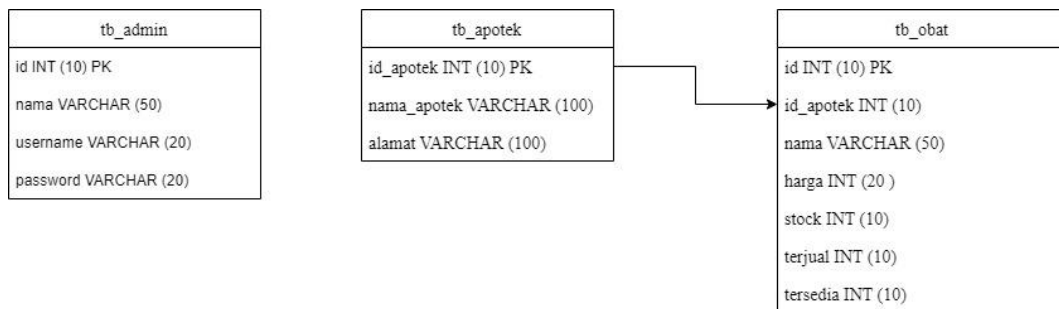 tb_admin
id INT (10) PK
nama VARCHAR (50)
username VARCHAR (20)
password VARCHAR (20)
tb_apotek
id_apotek INT (10) PK
nama_apotek VARCHAR (100)
alamat VARCHAR (100)
tb_obat
id INT (10) PK
id_apotek INT (10)
nama VARCHAR (50)
harga INT (20 )
stock INT (10)
terjual INT (10)
tersedia INT (10)